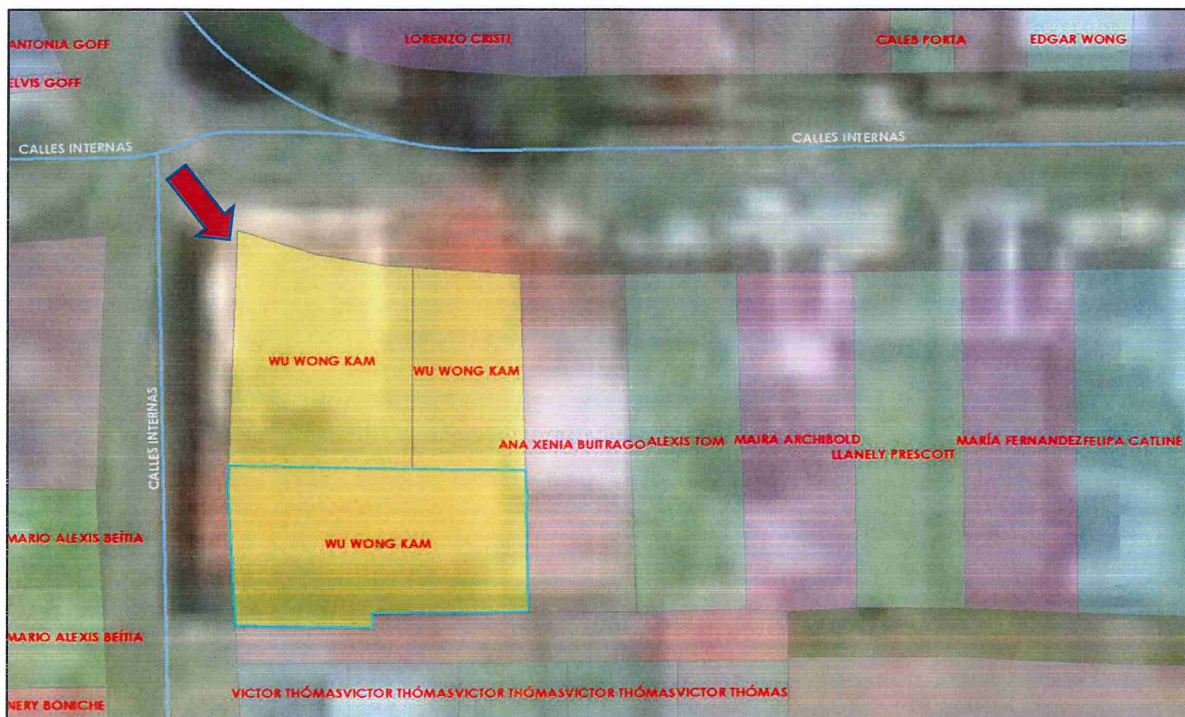 ANTONIA GOFF
LORENZO CRISTI
CALEB PORTA
EDGAR WONG
ELVIS GOFF
CALLES INTERNAS
CALLES INTERNAS
CALLES INTERNAS
WU WONG KAM
WU WONG KAM
ANA XENIA BUITRAGO
ALEXIS TOM
MAIRA ARCHIBOLD
LLANELY PRESCOTT
MARÍA FERNANDEZ
FELIPA CATLINE
MARIO ALEXIS BEÍTIA
WU WONG KAM
MARIO ALEXIS BEÍTIA
NERY BONICHE
VICTOR THÓMAS
VICTOR THÓMAS
VICTOR THÓMAS
VICTOR THÓMAS
VICTOR THÓMAS